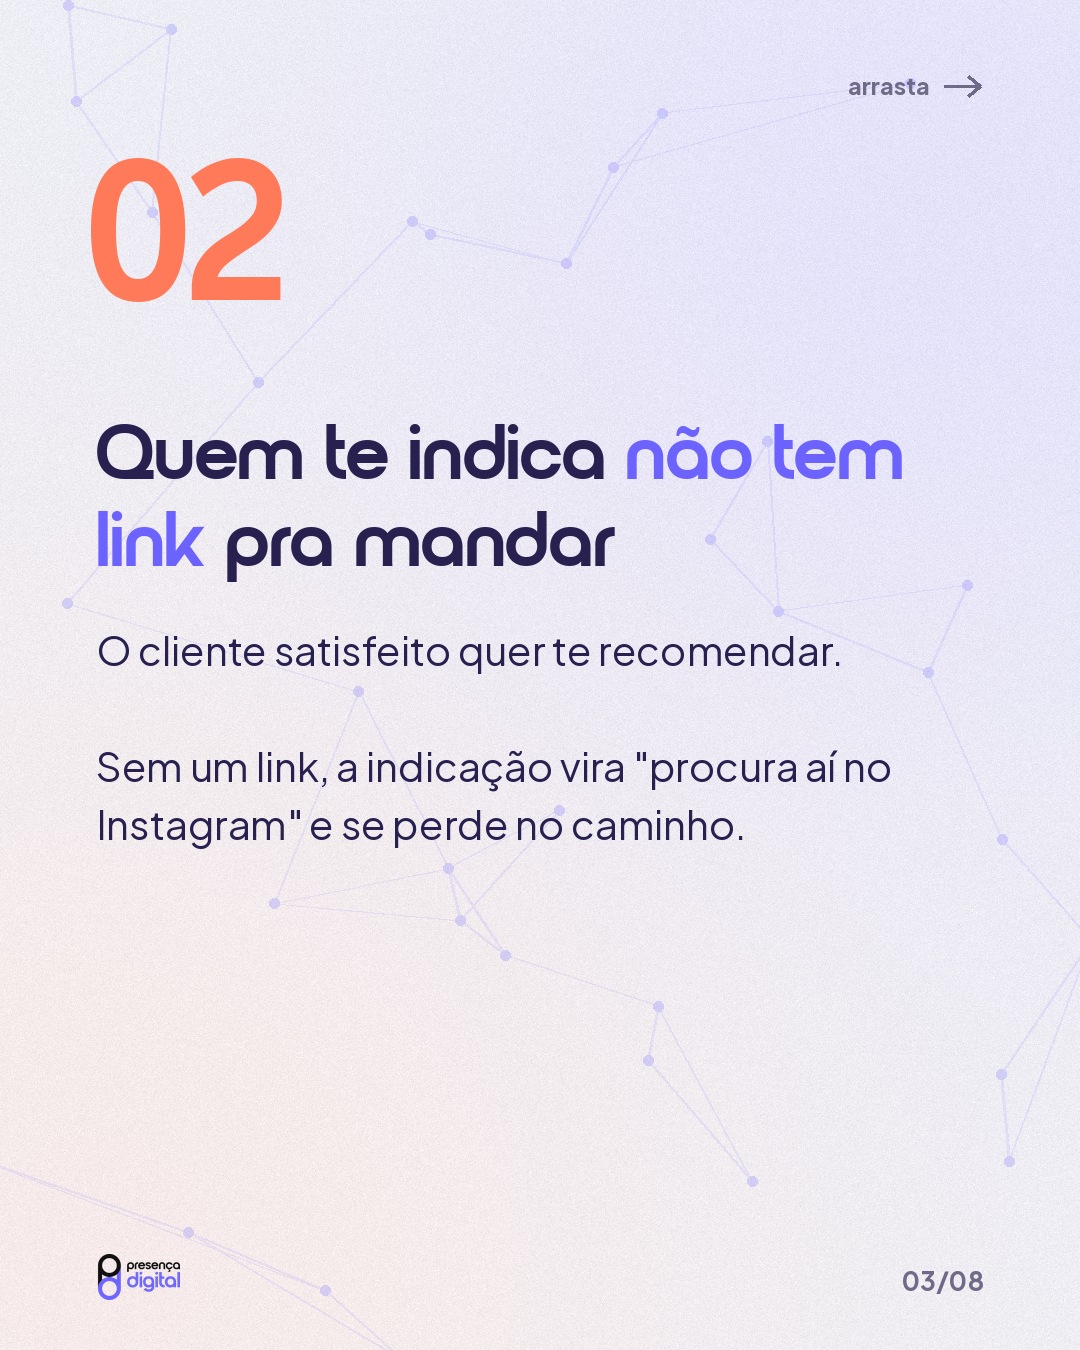 arrasta
02
Quem te indica não tem
link pra mandar
O cliente satisfeito quer te recomendar.
Sem um link, a indicação vira "procura aí no
Instagram" e se perde no caminho.
presença
digital
03/08